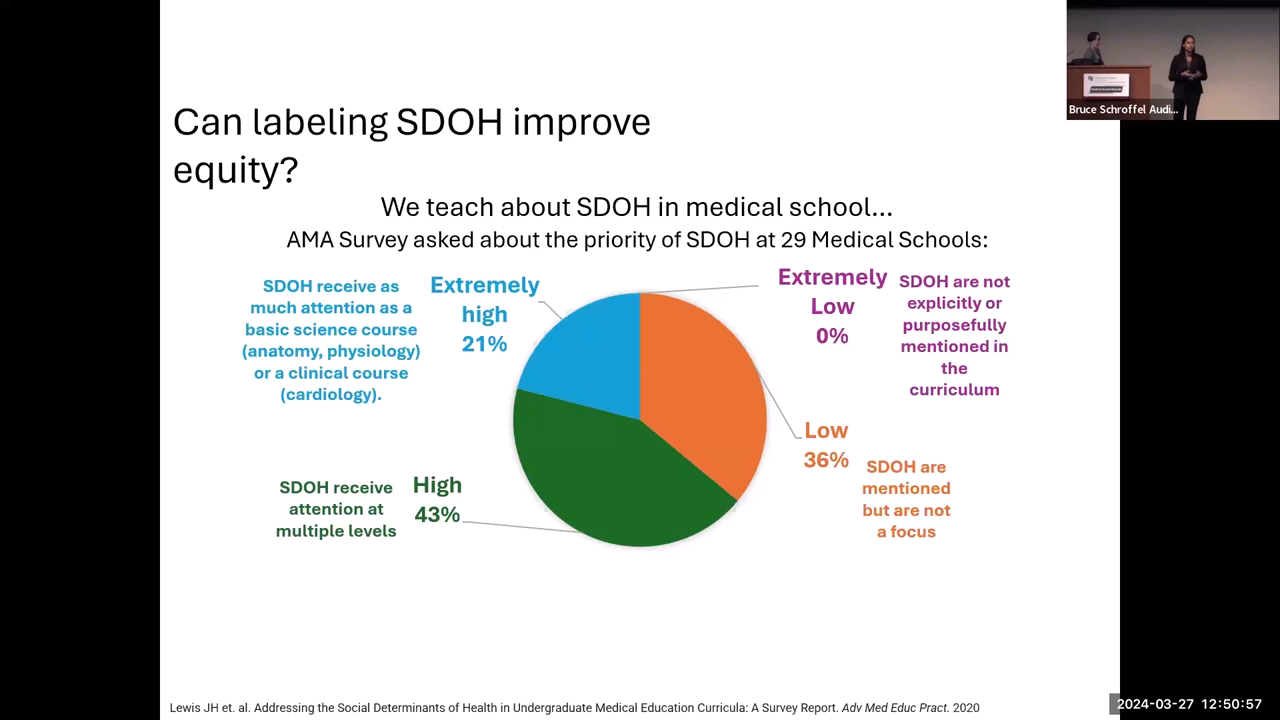 Can labeling SDOH improve
equity?
We teach about SDOH in medical school...
AMA Survey asked about the priority of SDOH at 29 Medical Schools:
SDOH receive as
much attention as a
basic science course
(anatomy, physiology)
or a clinical course
(cardiology).
Extremely
high
21%
Extremely
Low
0%
SDOH are not
explicitly or
purposefully
mentioned in
the
curriculum
Low
36%
SDOH are
mentioned
but are not
a focus
SDOH receive
attention at
multiple levels
High
43%
Lewis JH et. al. Addressing the Social Determinants of Health in Undergraduate Medical Education Curricula: A Survey Report. Adv Med Educ Pract. 2020
Bruce Schroffel Audi...
2024-03-27 12:50:57